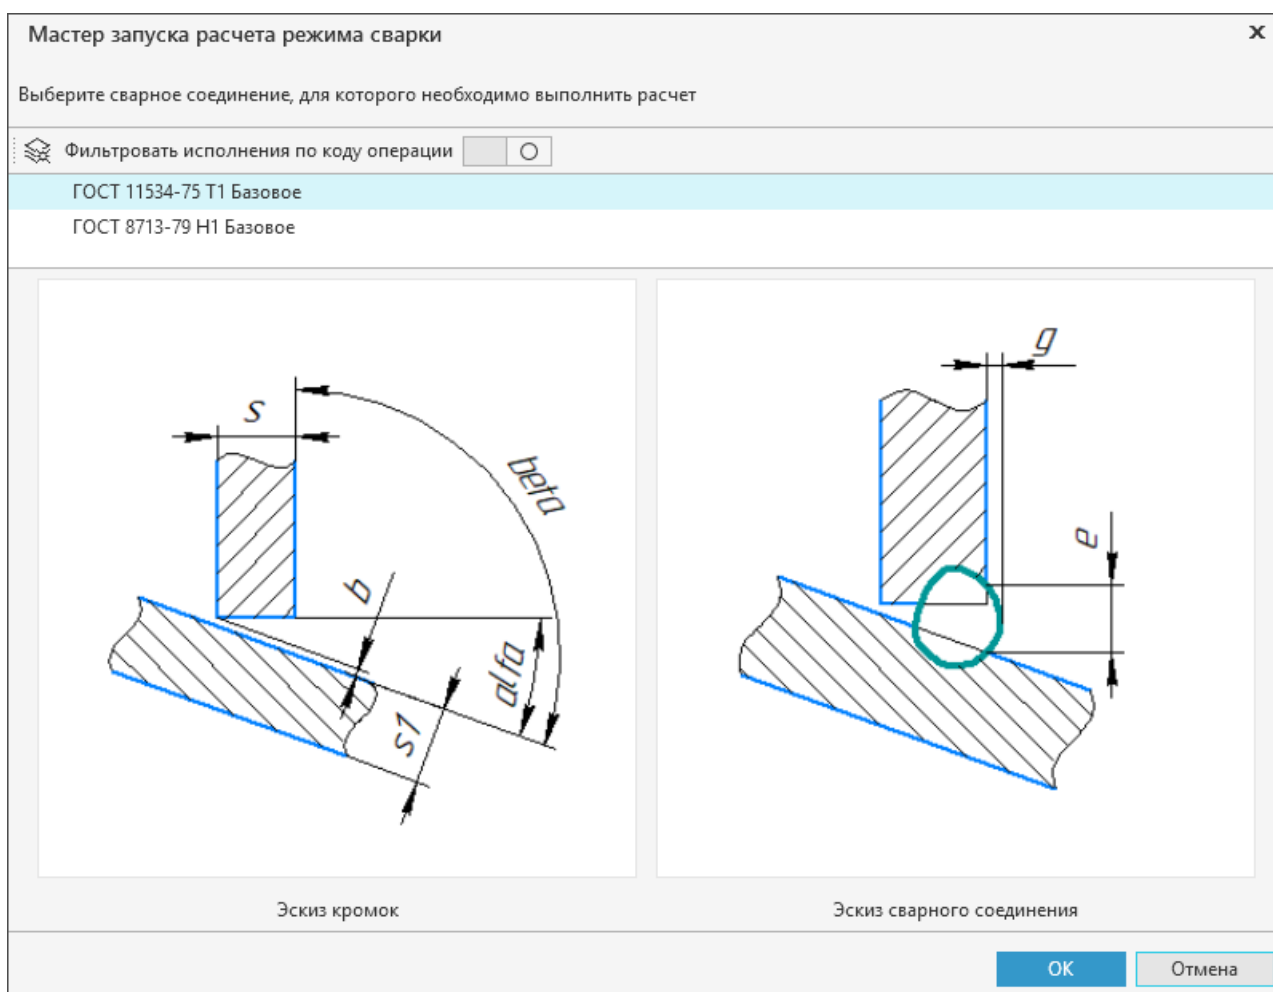 Мастер запуска расчета режима сварки
Выберите сварное соединение, для которого необходимо выполнить расчет
Фильтровать исполнения по коду операции
ГОСТ 11534-75 Т1 Базовое
ГОСТ 8713-79 Н1 Базовое
s
beta
b
alfa
s1
g
e
Эскиз кромок
Эскиз сварного соединения
ОК
Отмена